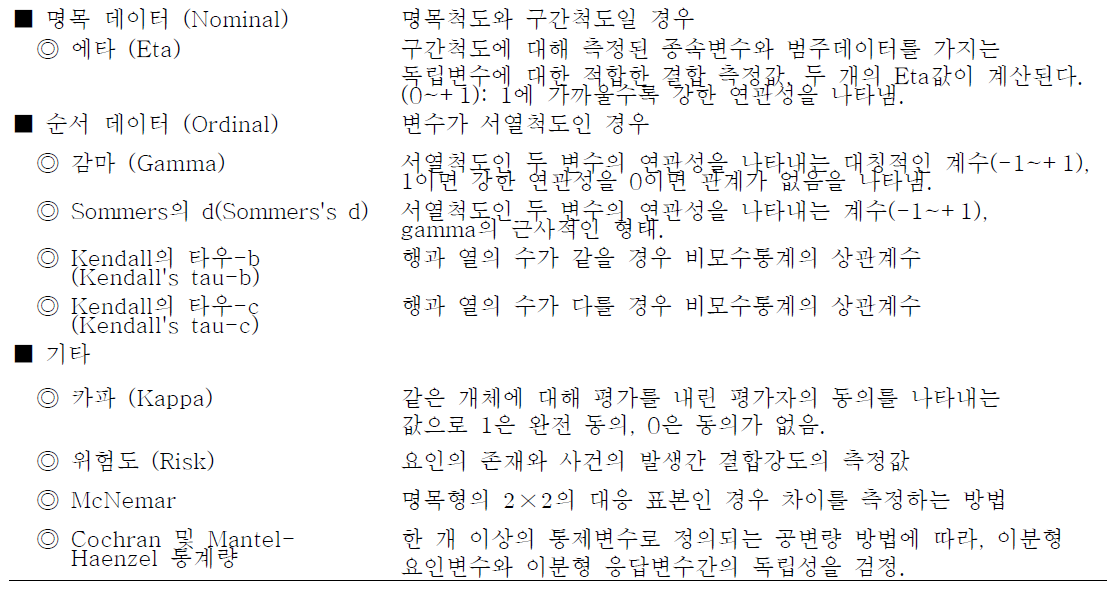 ■ 명목 데이터 (Nominal) 명목척도와 구간척도일 경우
◎ 에타 (Eta) 구간척도에 대해 측정된 종속변수와 범주데이터를 가지는
독립변수에 대한 적합한 결합 측정값, 두 개의 Eta값이 계산된다.
(0~+1): 1에 가까울수록 강한 연관성을 나타냄.
■ 순서 데이터 (Ordinal) 변수가 서열척도인 경우
◎ 감마 (Gamma) 서열척도인 두 변수의 연관성을 나타내는 대칭적인 계수(-1~+1),
1이면 강한 연관성을 0이면 관계가 없음을 나타냄.
◎ Sommers의 d(Sommers's d) 서열척도인 두 변수의 연관성을 나타내는 계수(-1~+1),
gamma의 근사적인 형태.
◎ Kendall의 타우-b 행과 열의 수가 같을 경우 비모수통계의 상관계수
(Kendall's tau-b)
◎ Kendall의 타우-c 행과 열의 수가 다를 경우 비모수통계의 상관계수
(Kendall's tau-c)
■ 기타
◎ 카파 (Kappa) 같은 개체에 대해 평가를 내린 평가자의 동의를 나타내는
값으로 1은 완전 동의, 0은 동의가 없음.
◎ 위험도 (Risk) 요인의 존재와 사건의 발생간 결합강도의 측정값
◎ McNemar 명목형의 2×2의 대응 표본인 경우 차이를 측정하는 방법
◎ Cochran 및 Mantel- 한 개 이상의 통제변수로 정의되는 공변량 방법에 따라, 이분형
Haenzel 통계량 요인변수와 이분형 응답변수간의 독립성을 검정.